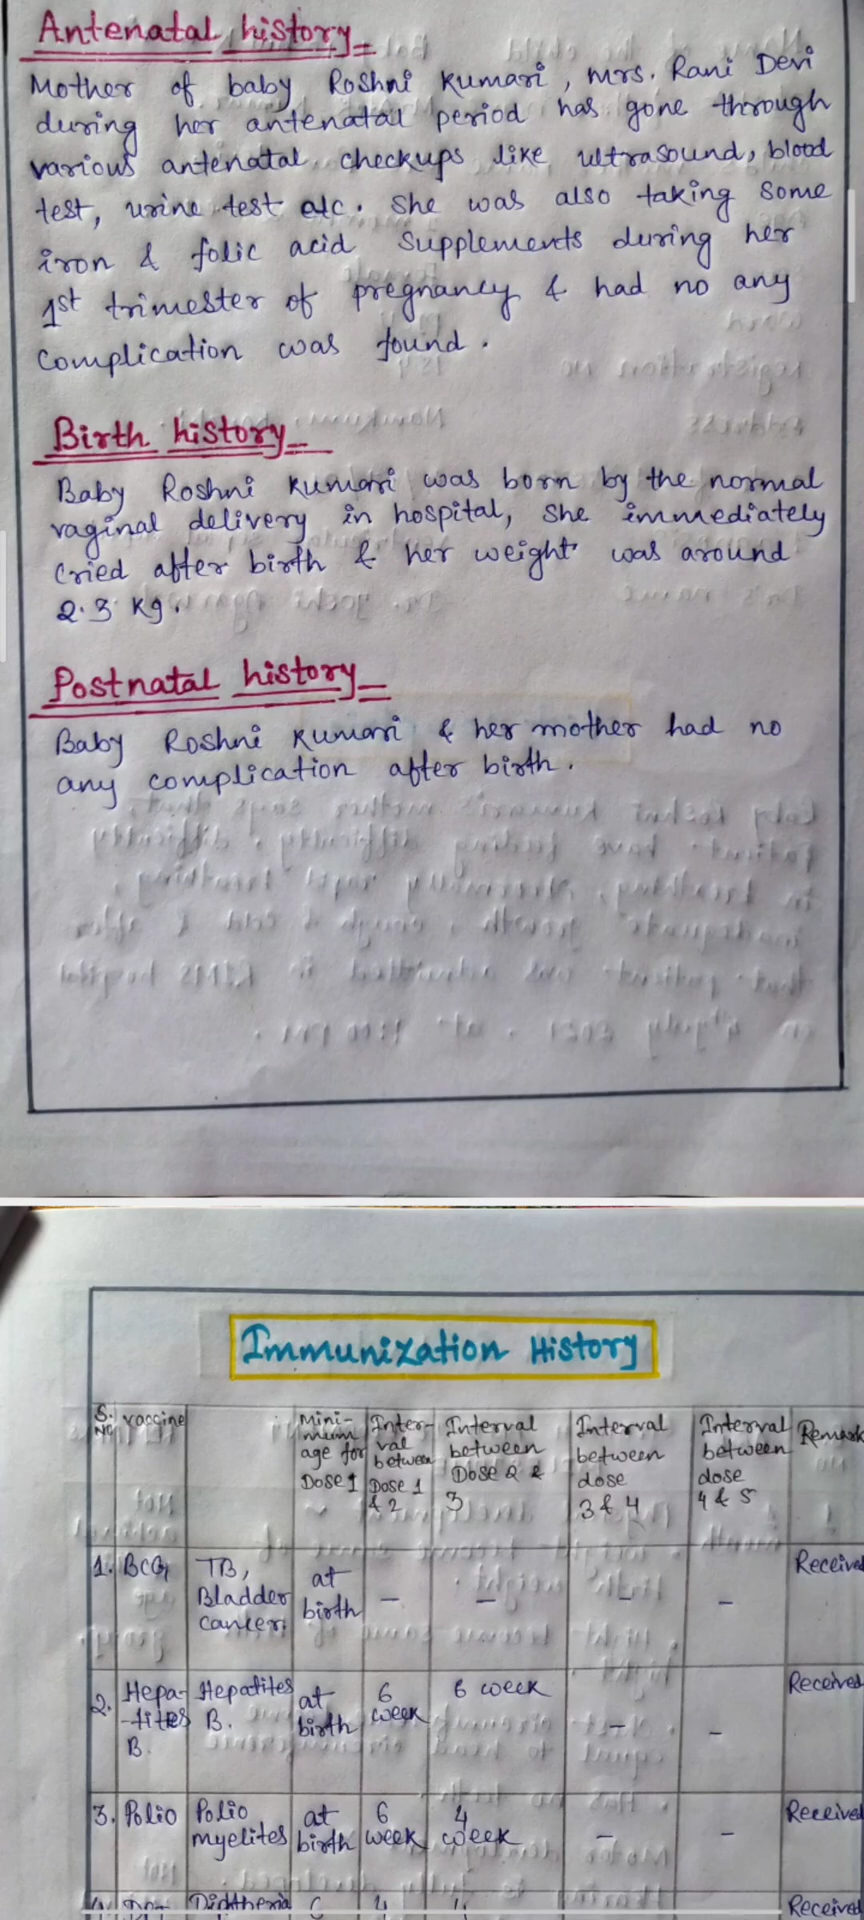 Antenatal history
Mother of baby Roshni Kumari, Mrs. Rani Devi
during her antenatal period has gone through
various antenatal checkups like ultrasound, blood
test, urine test etc. She was also taking some
iron & folic acid supplements during her
1st trimester of pregnancy & had no any
complication was found.
Birth history
Baby Roshni Kumari was born by the normal
vaginal delivery in hospital, she immediately
cried after birth & her weight was around
2.3 kg.
Postnatal history
Baby Roshni Kumari & her mother had no
any complication after birth.
Immunization History
S. No. vaccine
Mini-mum age for Dose 1
Inter-val between Dose 1 & 2
Interval between Dose 2 & 3
Interval between dose 3 & 4
Interval between dose 4 & 5
Remark
1. BCG TB, Bladder cancer. at birth – – – – Received
2. Hepa-tites B. Hepatites B. at birth 6 week 6 week – – Received
3. Polio Polio myelites at birth 6 week 4 week – – Received
Diphtheria Received